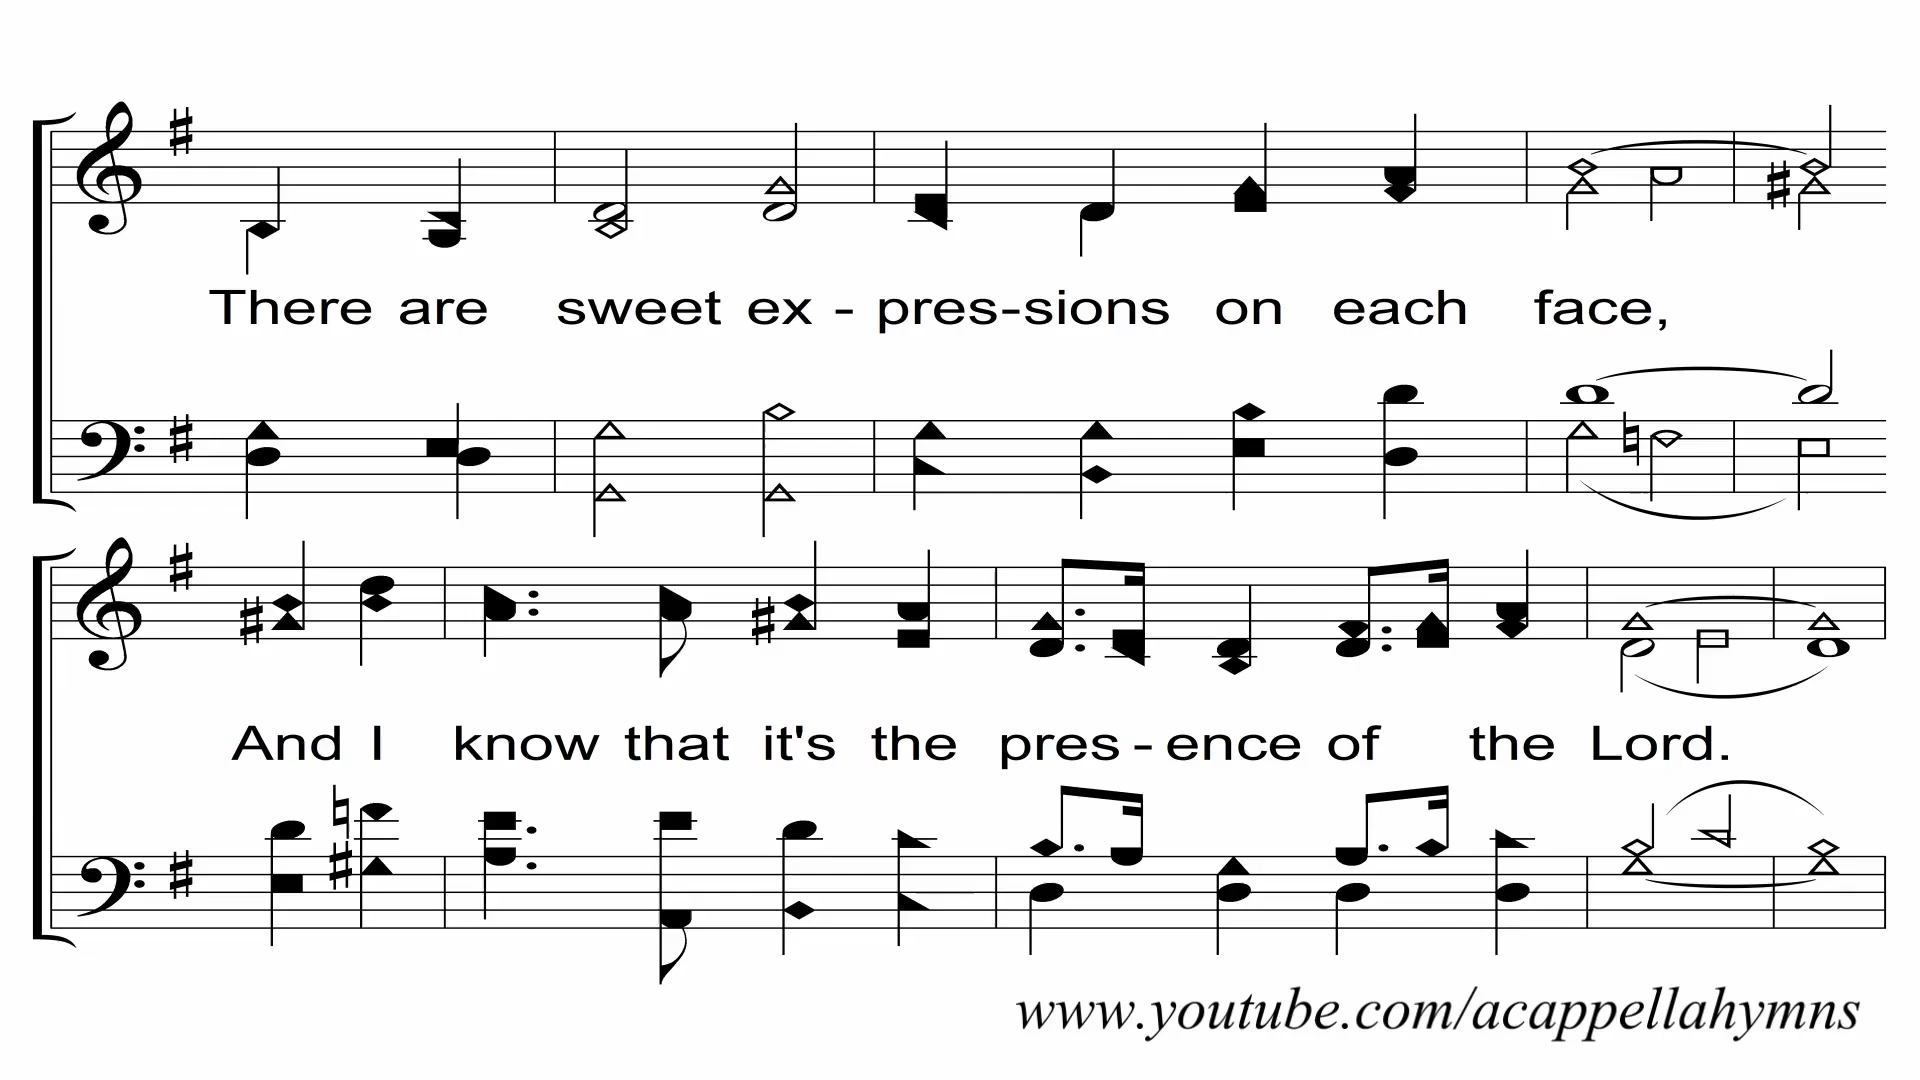 There are sweet ex - pres-sions on each face,
And I know that it's the pres - ence of the Lord.
www.youtube.com/acappellahymns